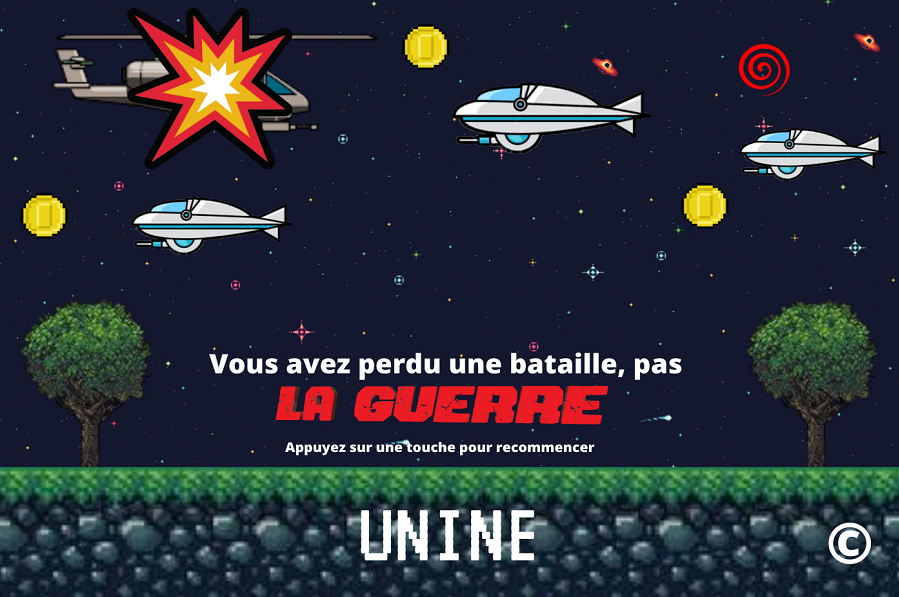 Vous avez perdu une bataille, pas
LA GUERRE
Appuyez sur une touche pour recommencer
UNINE
©